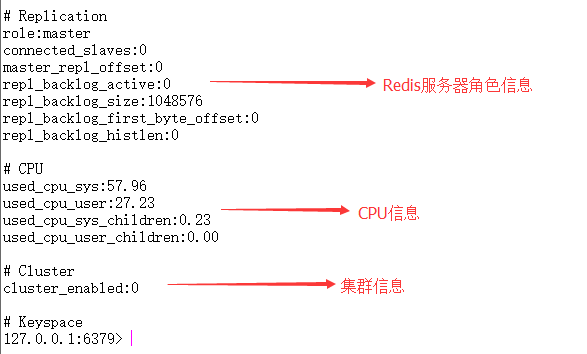 # Replication
role:master
connected_slaves:0
master_repl_offset:0
repl_backlog_active:0
Redis服务器角色信息
repl_backlog_size:1048576
repl_backlog_first_byte_offset:0
repl_backlog_histlen:0
# CPU
used_cpu_sys:57.96
used_cpu_user:27.23
CPU信息
used_cpu_sys_children:0.23
used_cpu_user_children:0.00
# Cluster
cluster_enabled:0
集群信息
# Keyspace
127.0.0.1:6379>